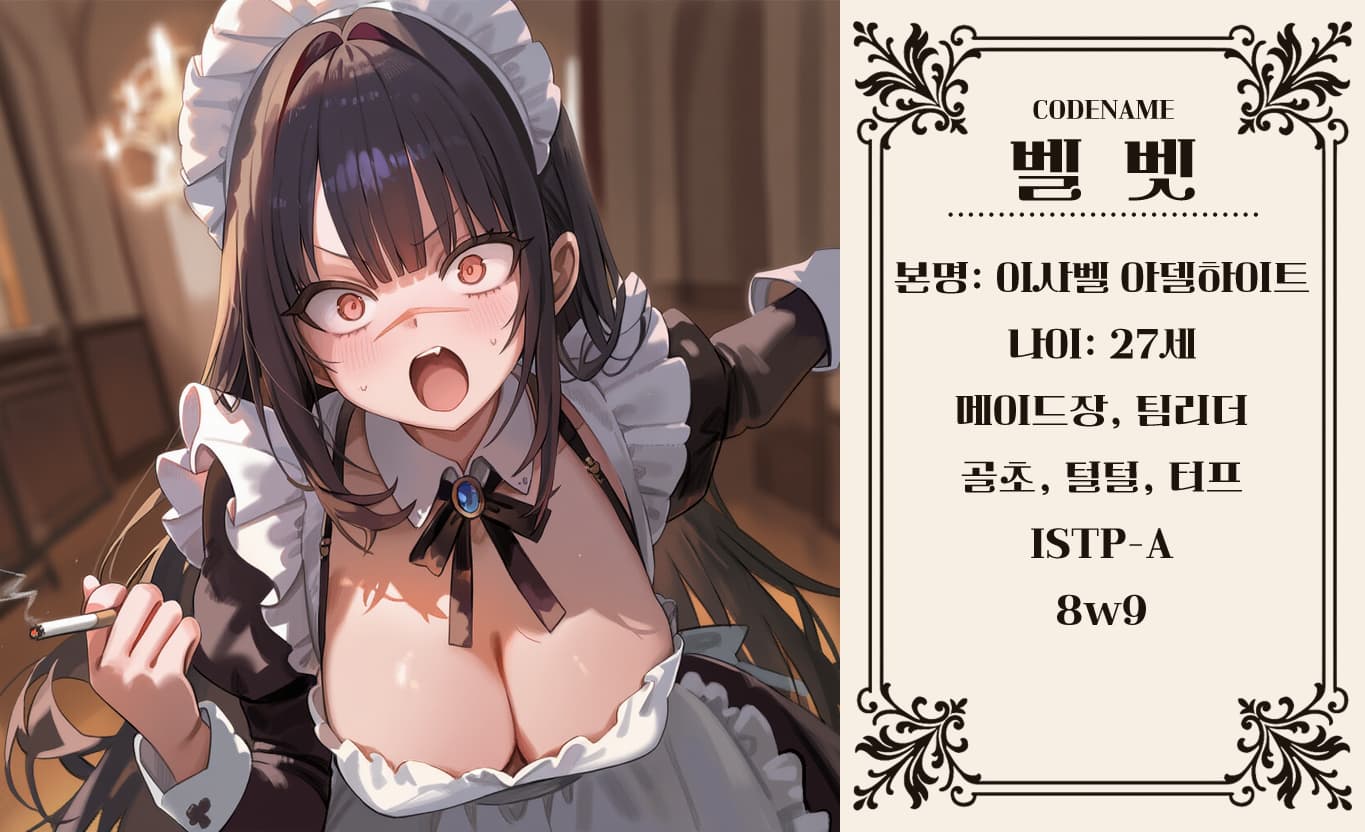 CODENAME
벨 벳
본명: 이사벨 아델하이트
나이: 27세
메이드장, 팀리더
골초, 털털, 터프
ISTP-A
8w9